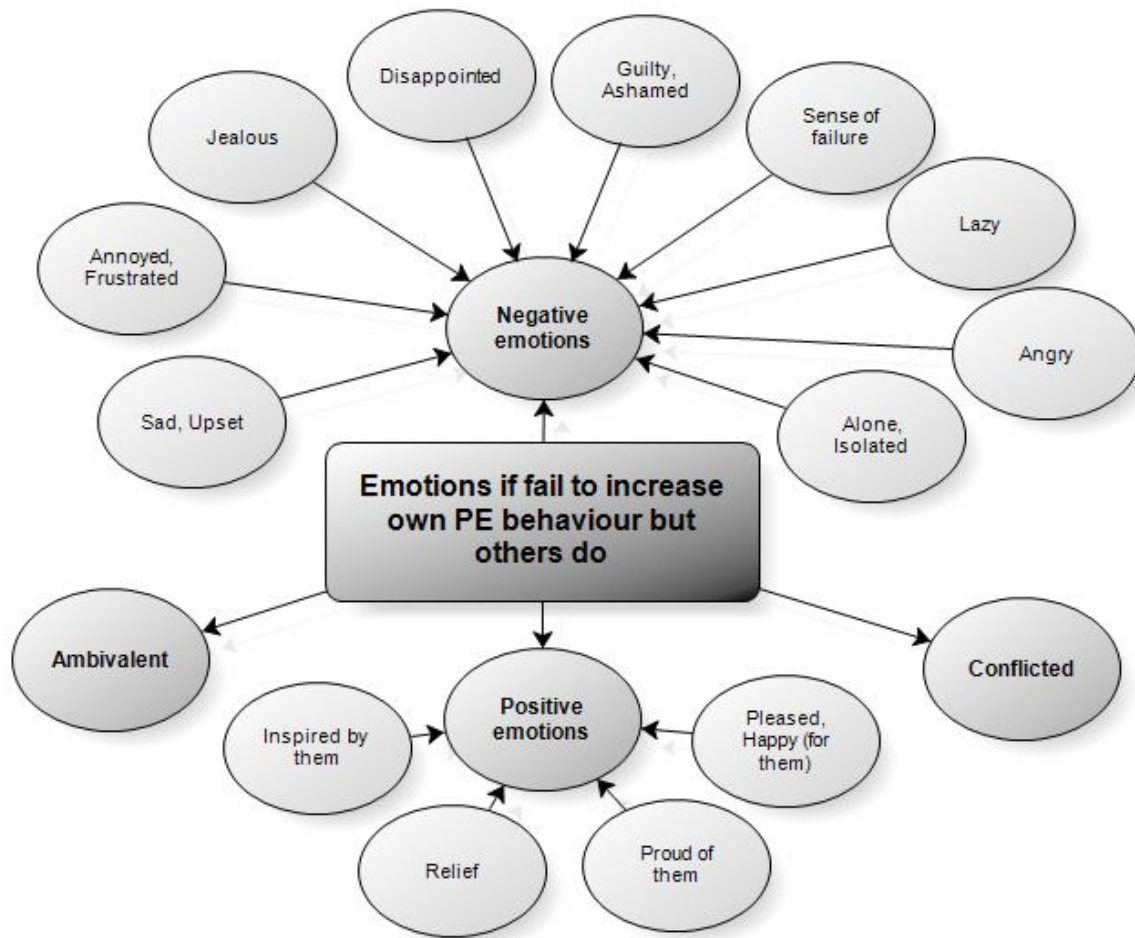 Disappointed
Guilty,
Ashamed
Jealous
Sense of
failure
Lazy
Annoyed,
Frustrated
Negative
emotions
Angry
Sad, Upset
Alone,
Isolated
Emotions if fail to increase
own PE behaviour but
others do
Ambivalent
Conflicted
Positive
emotions
Inspired by
them
Pleased,
Happy (for
them)
Relief
Proud of
them